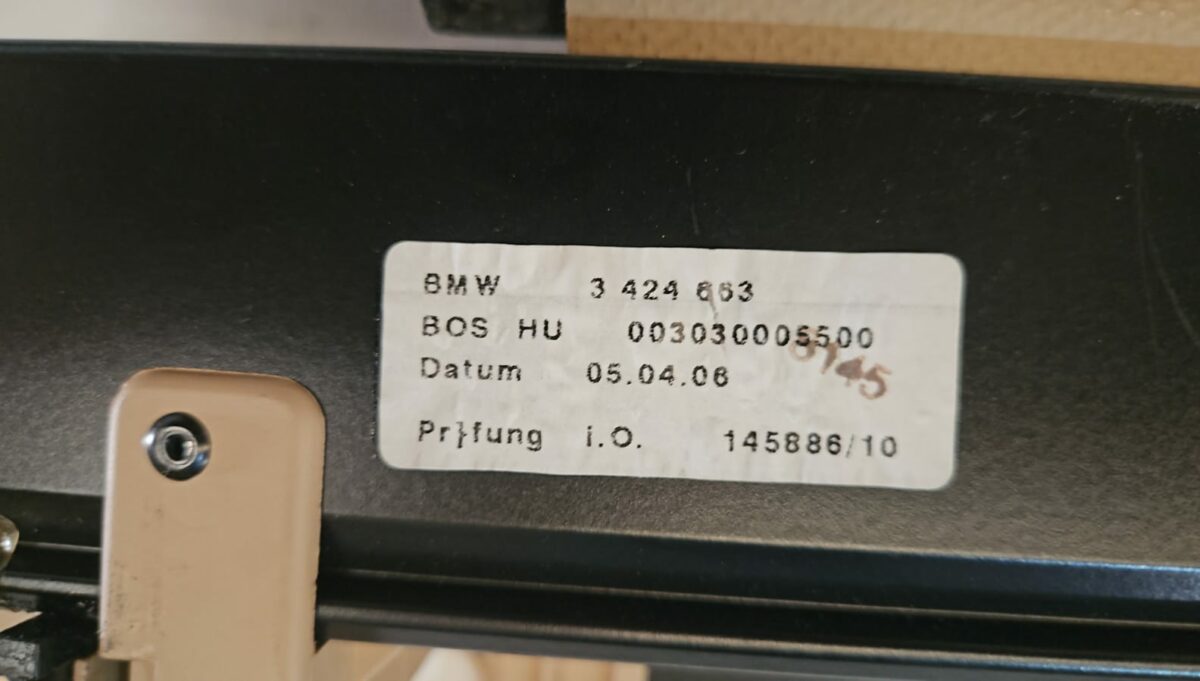 BMW 3 424 663
BOS HU 003030005500
Datum 05.04.06
Pr}fung i.O. 145886/10